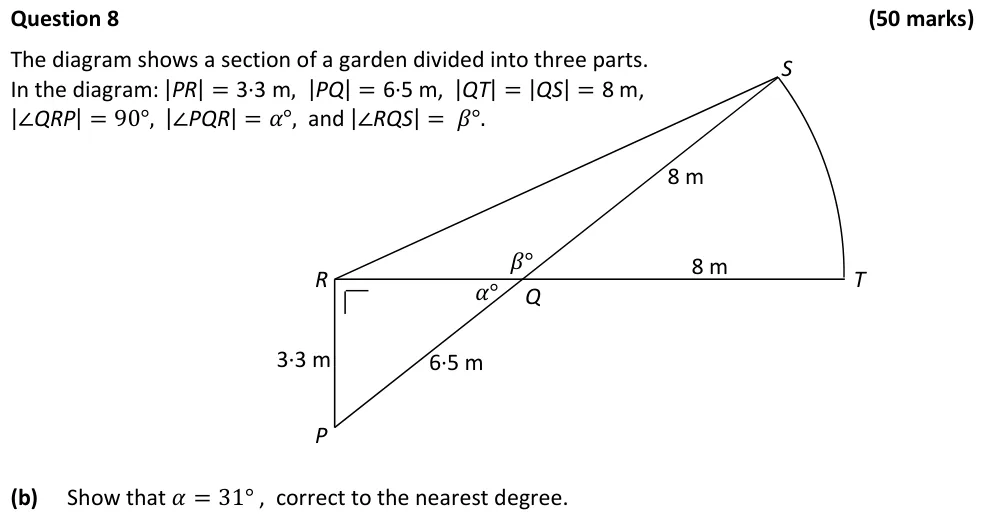 Question 8 (50 marks)
The diagram shows a section of a garden divided into three parts.
In the diagram: |PR| = 3·3 m, |PQ| = 6·5 m, |QT| = |QS| = 8 m,
|∠QRP| = 90°, |∠PQR| = α°, and |∠RQS| = β°.
S
8 m
β°
8 m
R
T
α°
Q
3·3 m
6·5 m
P
(b) Show that α = 31°, correct to the nearest degree.